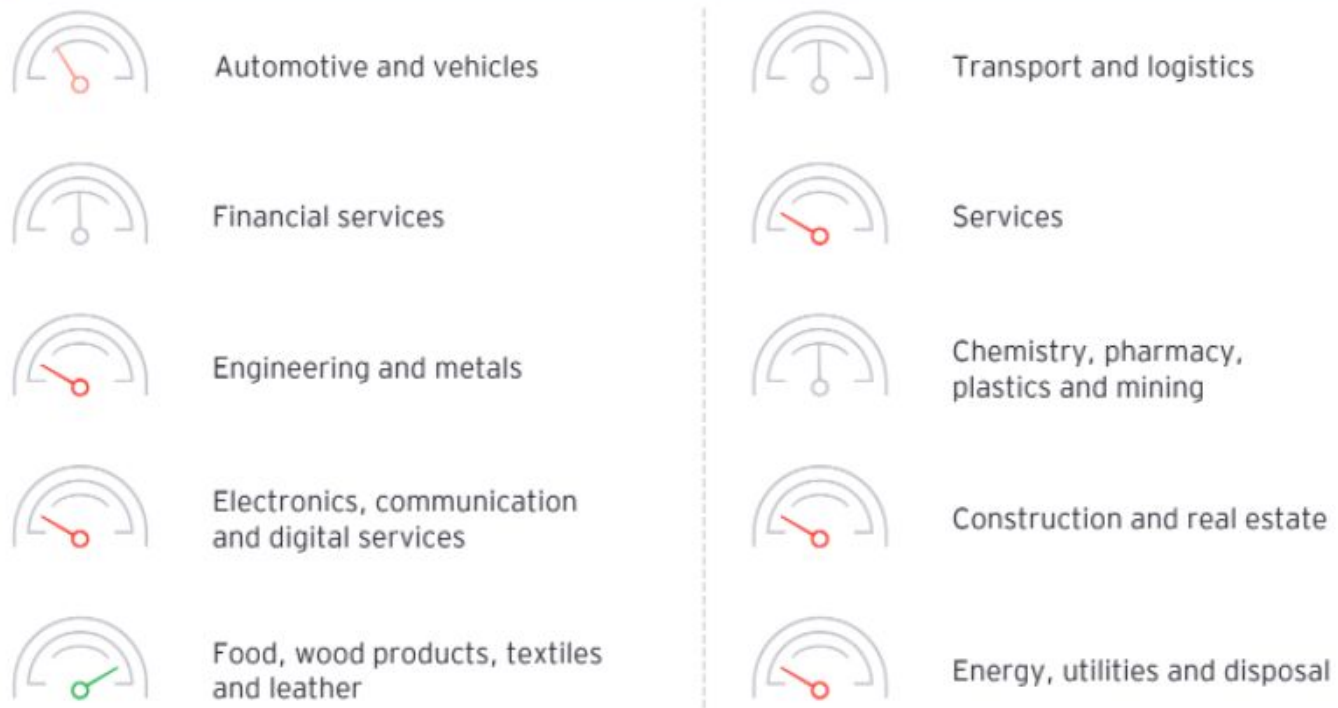 Automotive and vehicles
Financial services
Engineering and metals
Electronics, communication
and digital services
Food, wood products, textiles
and leather
Transport and logistics
Services
Chemistry, pharmacy,
plastics and mining
Construction and real estate
Energy, utilities and disposal